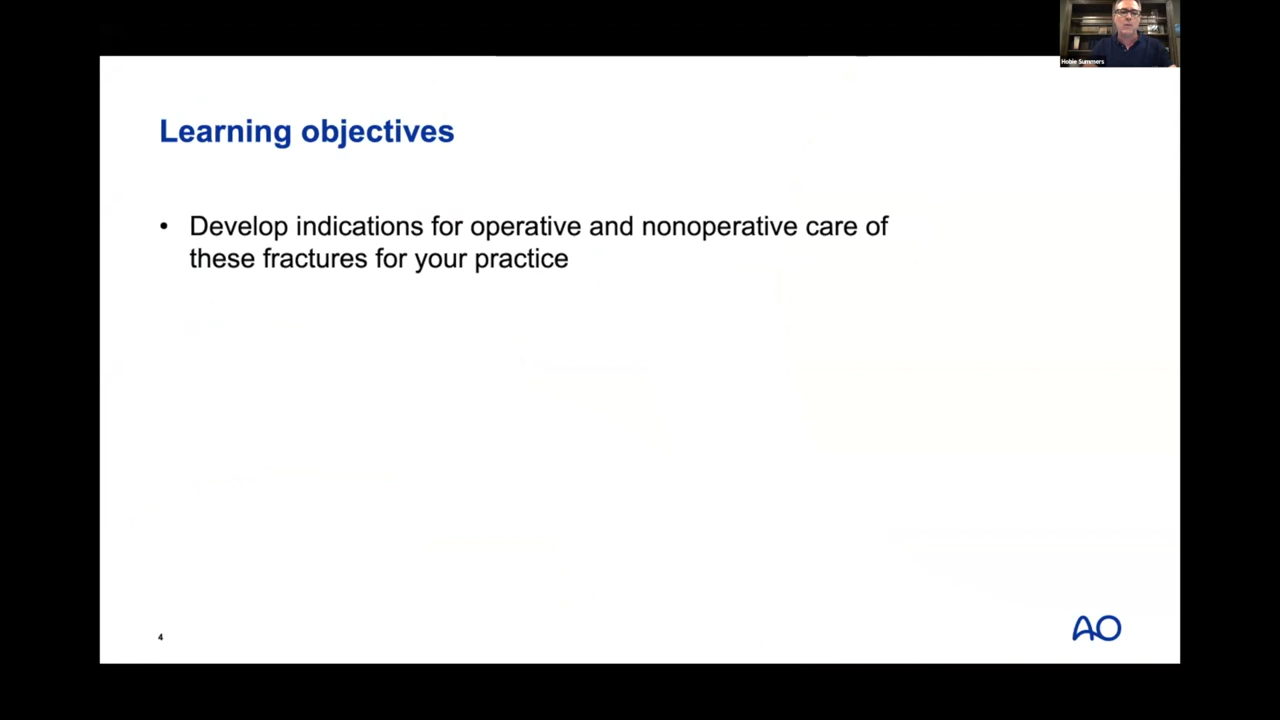 Hobie Summers
Learning objectives
• Develop indications for operative and nonoperative care of
these fractures for your practice
4
AO